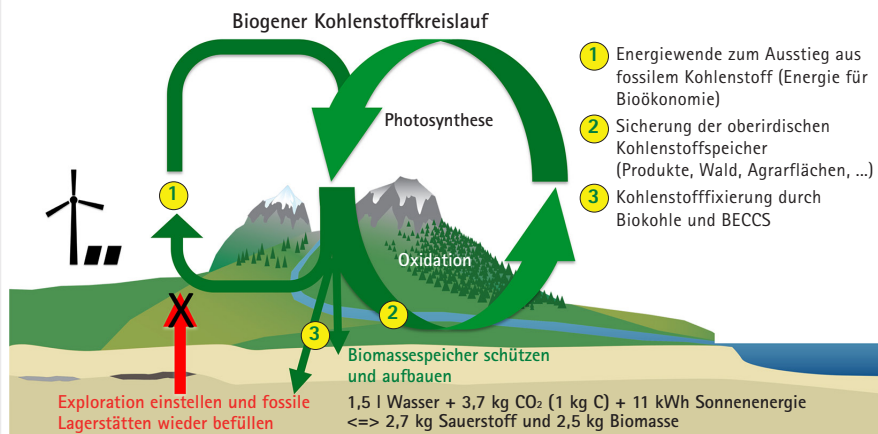 Biogener Kohlenstoffkreislauf
1 Energiewende zum Ausstieg aus
fossilem Kohlenstoff (Energie für
Bioökonomie)
2 Sicherung der oberirdischen
Kohlenstoffspeicher
(Produkte, Wald, Agrarflächen, ...)
3 Kohlenstofffixierung durch
Biokohle und BECCS
Photosynthese
1
Oxidation
2
3
X
Biomassespeicher schützen
und aufbauen
Exploration einstellen und fossile
Lagerstätten wieder befüllen
1,5 l Wasser + 3,7 kg CO₂ (1 kg C) + 11 kWh Sonnenenergie
<=> 2,7 kg Sauerstoff und 2,5 kg Biomasse